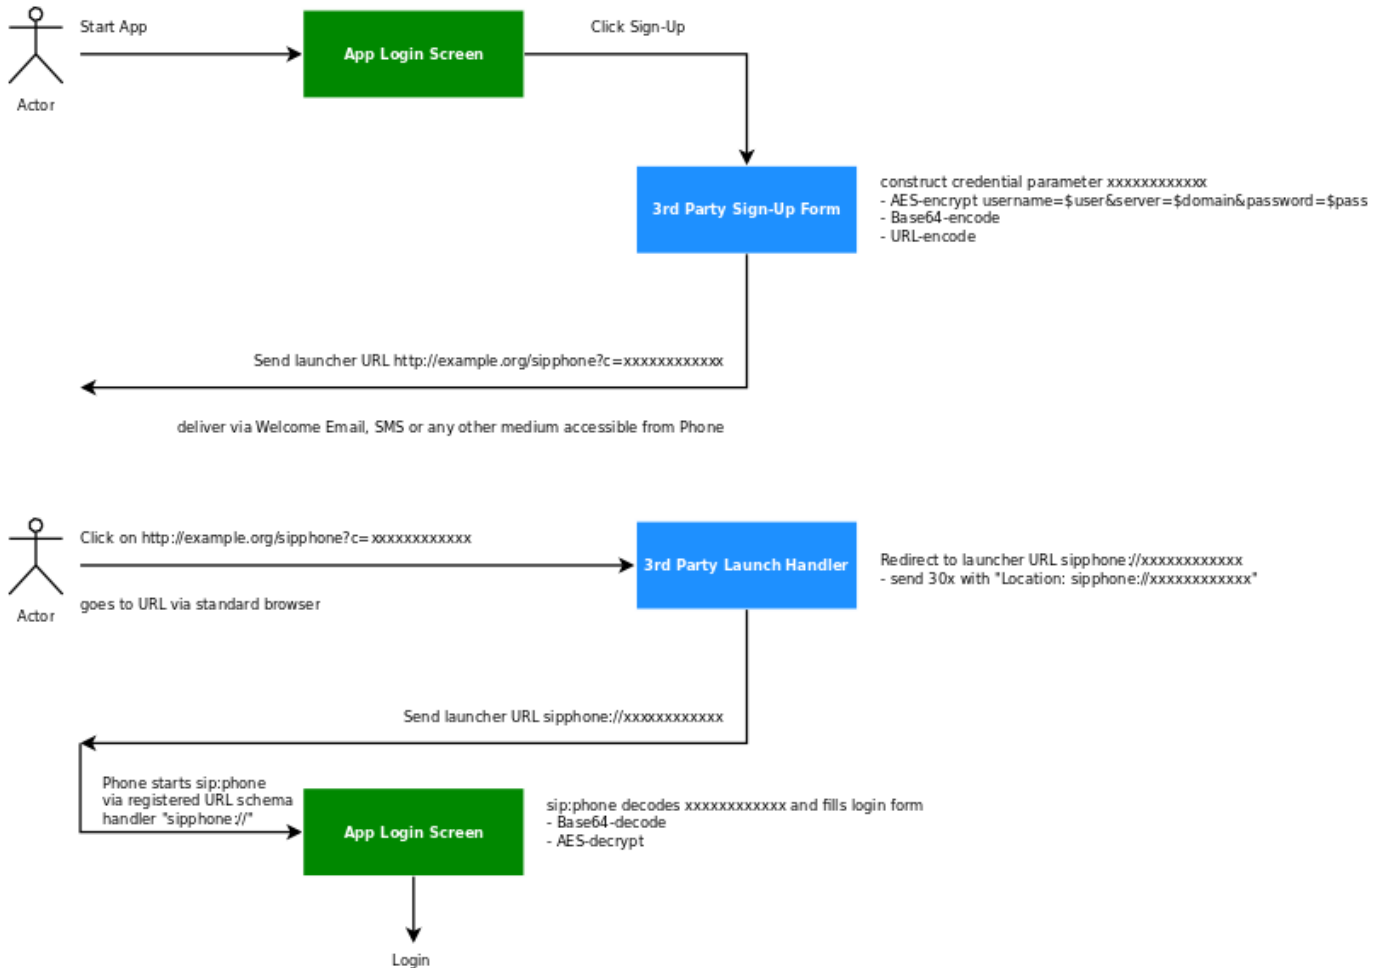 Start App
App Login Screen
Click Sign-Up
Actor
3rd Party Sign-Up Form
construct credential parameter xxxxxxxxxxxx
- AES-encrypt username=$user&server=$domain&password=$pass
- Base64-encode
- URL-encode
Send launcher URL http://example.org/sipphone?c=xxxxxxxxxxxx
deliver via Welcome Email, SMS or any other medium accessible from Phone
Click on http://example.org/sipphone?c=xxxxxxxxxxxx
goes to URL via standard browser
Actor
3rd Party Launch Handler
Redirect to launcher URL sipphone://xxxxxxxxxxxx
- send 30x with "Location: sipphone://xxxxxxxxxxxx"
Send launcher URL sipphone://xxxxxxxxxxxx
Phone starts sip:phone
via registered URL schema
handler "sipphone://"
App Login Screen
sip:phone decodes xxxxxxxxxxxx and fills login form
- Base64-decode
- AES-decrypt
Login